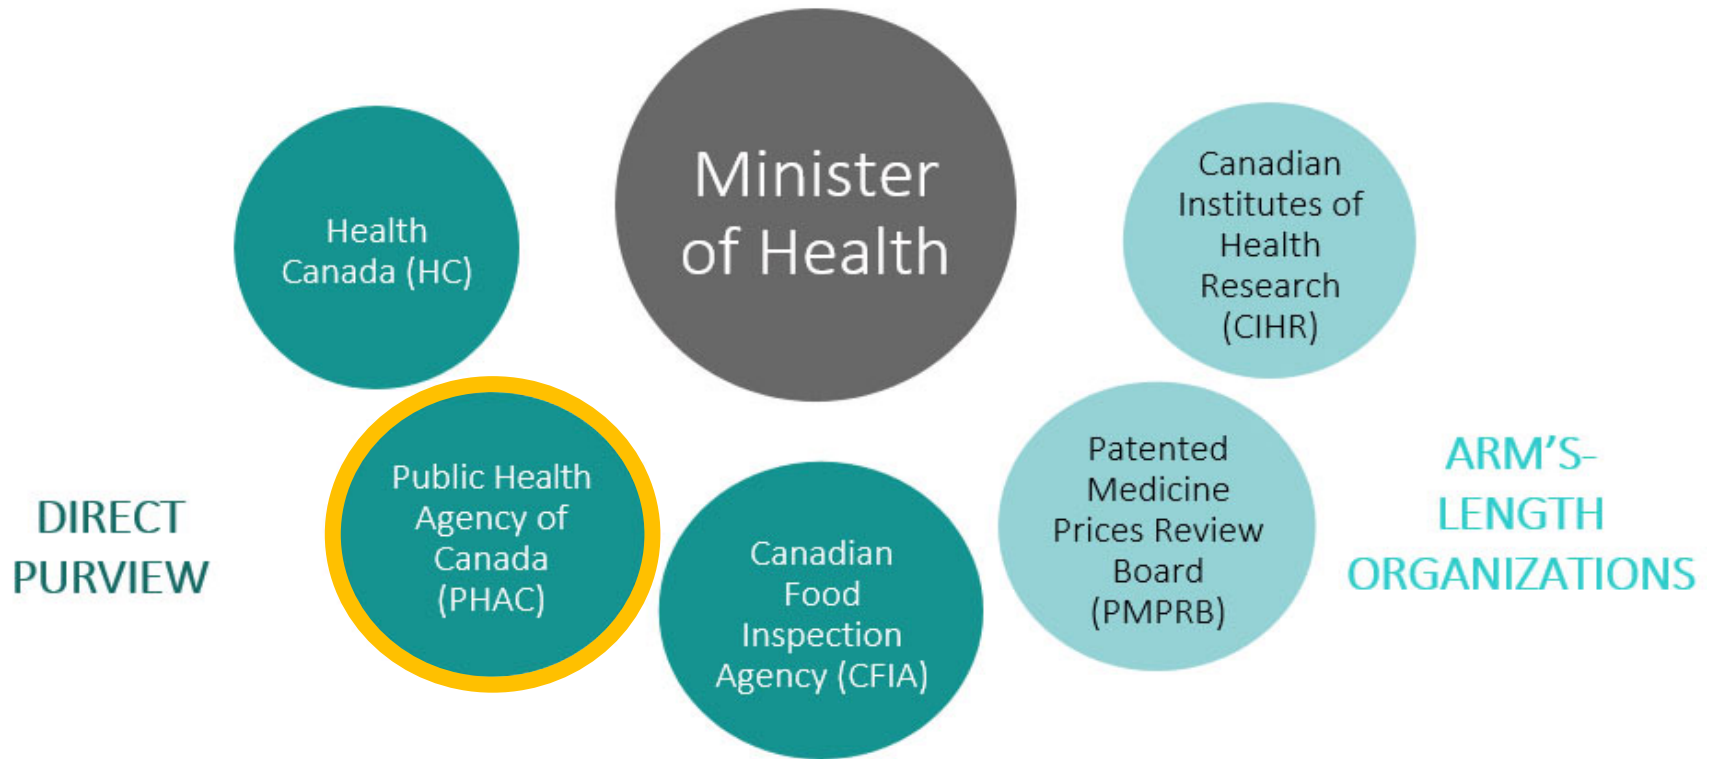 Minister
of Health
Health
Canada (HC)
Public Health
Agency of
Canada
(PHAC)
Canadian
Food
Inspection
Agency (CFIA)
Patented
Medicine
Prices Review
Board
(PMPRB)
Canadian
Institutes of
Health
Research
(CIHR)
DIRECT
PURVIEW
ARM'S-
LENGTH
ORGANIZATIONS